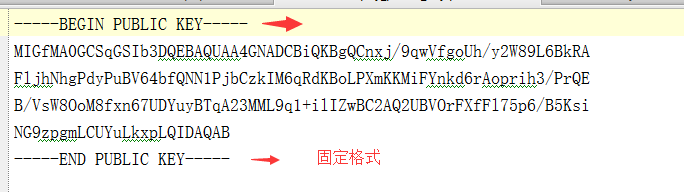 -----BEGIN PUBLIC KEY-----
MIGfMA0GCSqGSIb3DQEBAQUAA4GNADCBiQKBgQCnxj/9qwVfgoUh/y2W89L6BkRA
FljhNhgPdyPuBV64bfQNN1PjbCzkIM6qRdKBoLPXmKKMiFYnkd6rAoprih3/PrQE
B/VsW8OoM8fxn67UDYuyBTqA23MML9q1+ilIZwBC2AQ2UBVOrFXfFl75p6/B5Ksi
NG9zpgmLCUYuLkxpLQIDAQAB
-----END PUBLIC KEY-----
固定格式